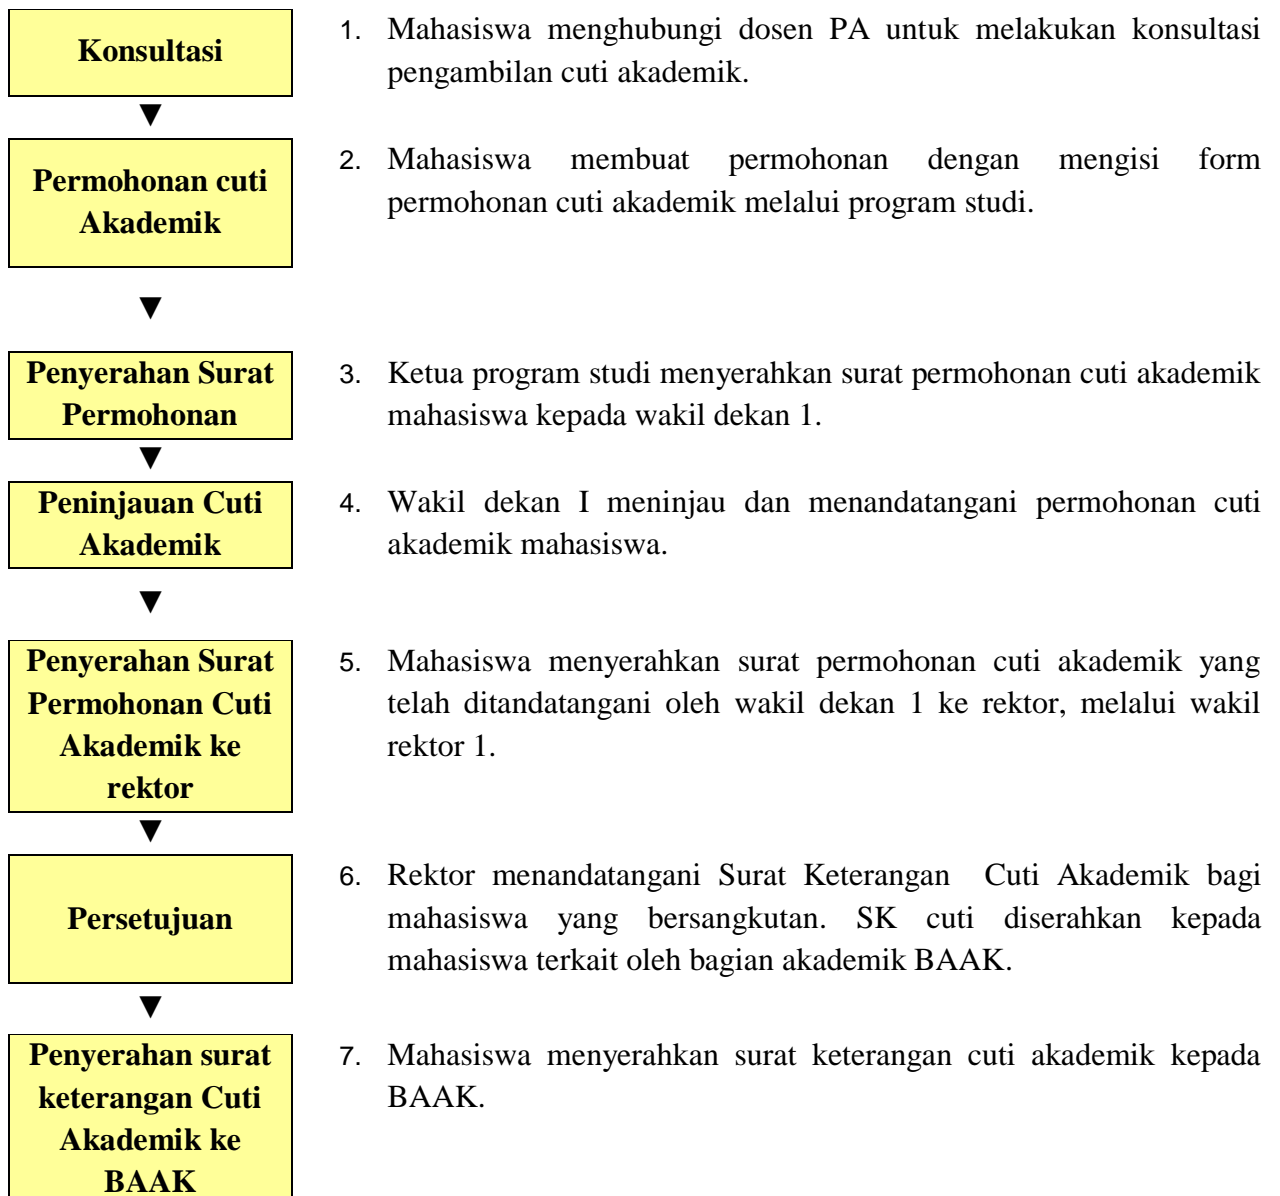 Konsultasi
1. Mahasiswa menghubungi dosen PA untuk melakukan konsultasi
pengambilan cuti akademik.
▼
Permohonan cuti
Akademik
2. Mahasiswa membuat permohonan dengan mengisi form
permohonan cuti akademik melalui program studi.
▼
Penyerahan Surat
Permohonan
3. Ketua program studi menyerahkan surat permohonan cuti akademik
mahasiswa kepada wakil dekan 1.
▼
Peninjauan Cuti
Akademik
4. Wakil dekan I meninjau dan menandatangani permohonan cuti
akademik mahasiswa.
▼
Penyerahan Surat
Permohonan Cuti
Akademik ke
rektor
5. Mahasiswa menyerahkan surat permohonan cuti akademik yang
telah ditandatangani oleh wakil dekan 1 ke rektor, melalui wakil
rektor 1.
▼
Persetujuan
6. Rektor menandatangani Surat Keterangan  Cuti Akademik bagi
mahasiswa yang bersangkutan. SK cuti diserahkan kepada
mahasiswa terkait oleh bagian akademik BAAK.
▼
Penyerahan surat
keterangan Cuti
Akademik ke
BAAK
7. Mahasiswa menyerahkan surat keterangan cuti akademik kepada
BAAK.